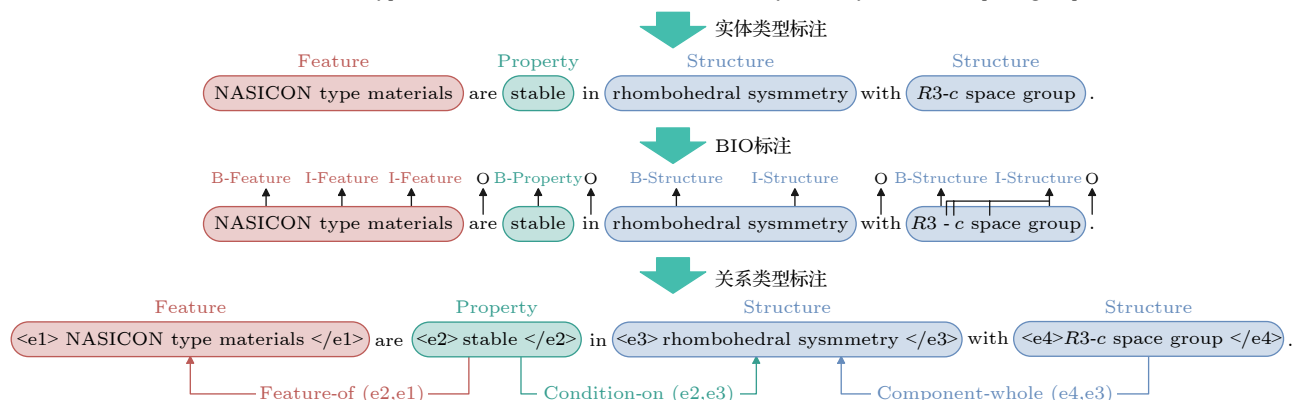 实体类型标注
Feature Property Structure Structure
NASICON type materials are stable in rhombohedral sysmmetry with R3-c space group .
BIO标注
B-Feature I-Feature I-Feature O B-Property O B-Structure I-Structure O B-Structure I-Structure O
NASICON type materials are stable in rhombohedral sysmmetry with R3 - c space group .
关系类型标注
Feature Property Structure Structure
<e1> NASICON type materials </e1> are <e2> stable </e2> in <e3> rhombohedral sysmmetry </e3> with <e4>R3-c space group </e4>.
Feature-of (e2,e1) Condition-on (e2,e3) Component-whole (e4,e3)